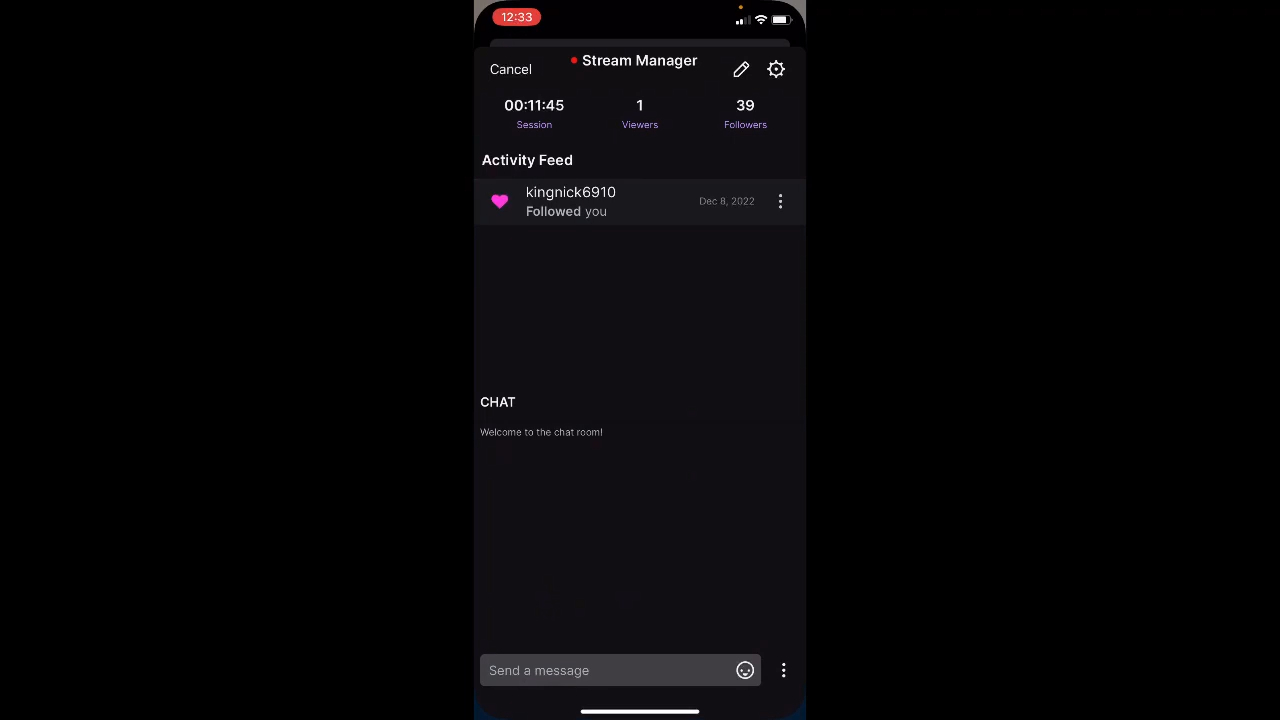 12:33
Cancel
Stream Manager
00:11:45
1
39
Session
Viewers
Followers
Activity Feed
kingnick6910
Followed you
Dec 8, 2022
CHAT
Welcome to the chat room!
Send a message